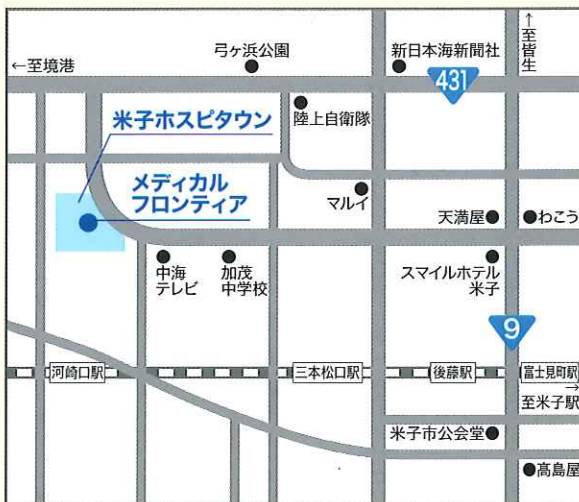 ↑至皆生
弓ヶ浜公園
新日本海新聞社
←至境港
431
陸上自衛隊
米子ホスピタウン
メディカル
フロンティア
マルイ
天満屋
わこう
中海
テレビ
加茂
中学校
スマイルホテル
米子
9
河崎口駅
三本松口駅
後藤駅
富士見町駅
→
至米子駅
米子市公会堂
髙島屋